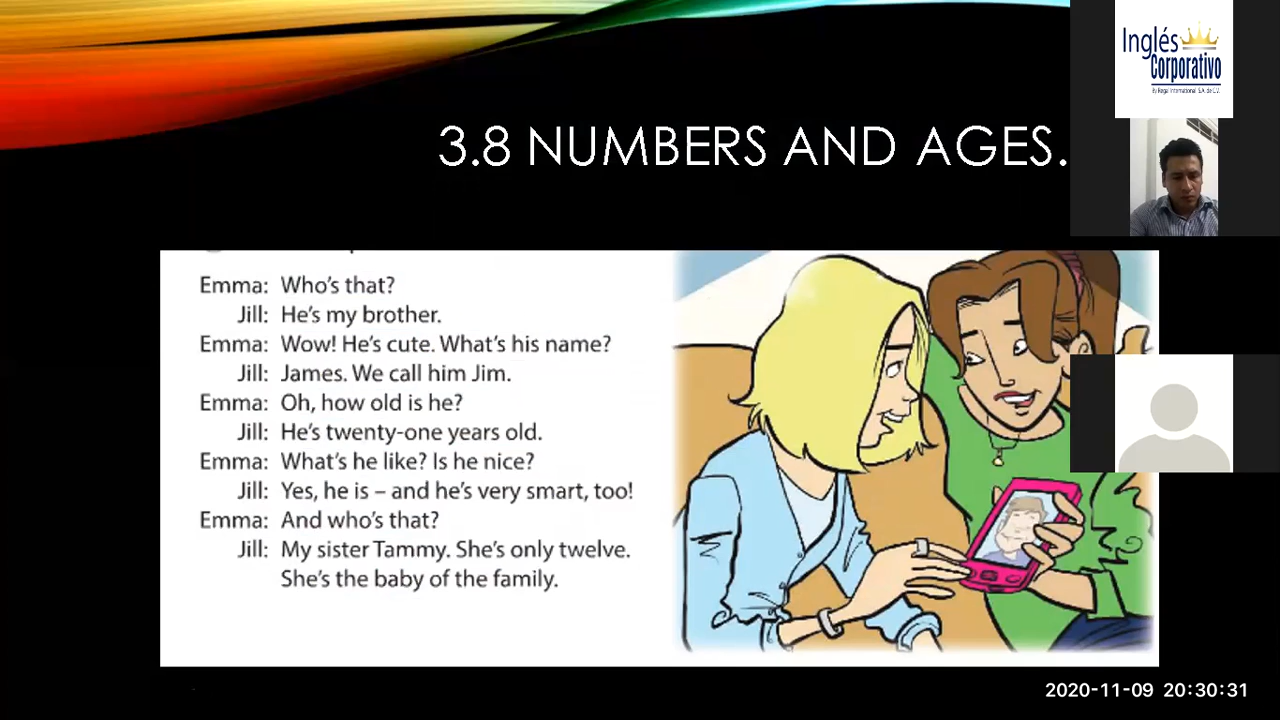 Inglés
Corporativo
By Regal International S.A. de C.V.
3.8 NUMBERS AND AGES.
Emma: Who's that?
Jill: He's my brother.
Emma: Wow! He's cute. What's his name?
Jill: James. We call him Jim.
Emma: Oh, how old is he?
Jill: He's twenty-one years old.
Emma: What's he like? Is he nice?
Jill: Yes, he is – and he's very smart, too!
Emma: And who's that?
Jill: My sister Tammy. She's only twelve.
She's the baby of the family.
2020-11-09 20:30:31